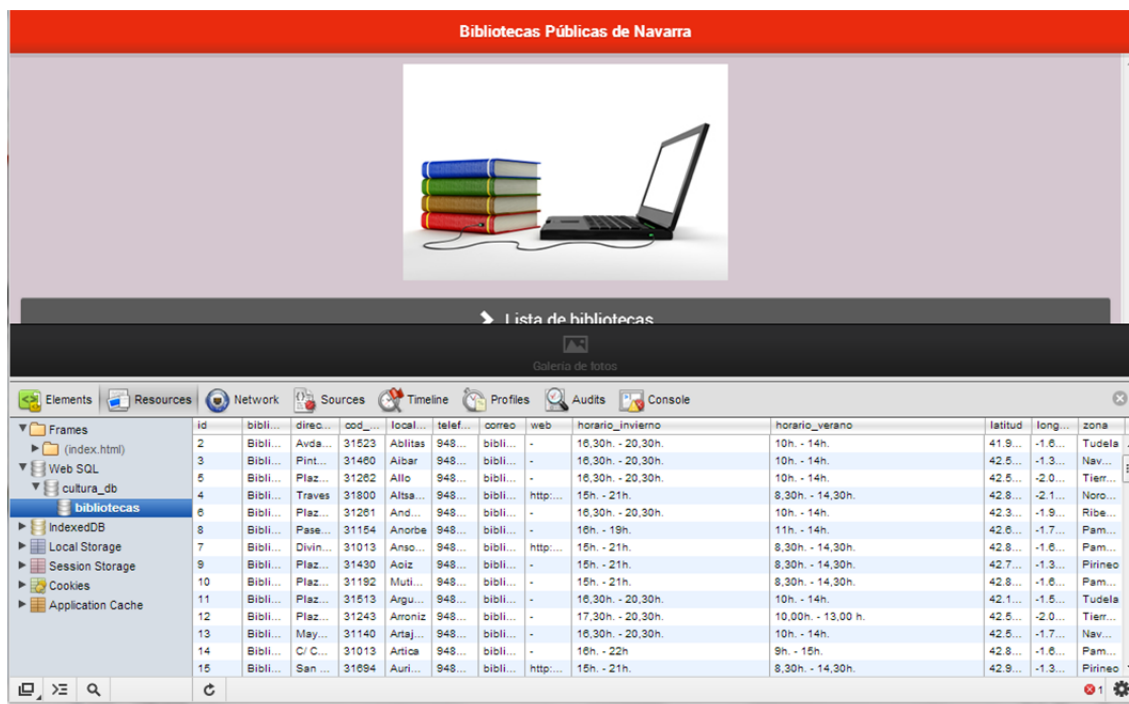 Bibliotecas Públicas de Navarra
Lista de bibliotecas
Galería de fotos
Elements Resources Network Sources Timeline Profiles Audits Console
Frames
(index.html)
Web SQL
cultura_db
bibliotecas
IndexedDB
Local Storage
Session Storage
Cookies
Application Cache
id bibli... direc... cod_... local... telef... correo web horario_invierno horario_verano latitud long... zona
2 Bibli... Avda... 31523 Ablitas 948... bibli... - 16,30h. - 20,30h. 10h. - 14h. 41.9... -1.6... Tudela
3 Bibli... Pint... 31460 Aibar 948... bibli... - 16,30h. - 20,30h. 10h. - 14h. 42.5... -1.3... Nav...
5 Bibli... Plaz... 31262 Allo 948... bibli... - 16,30h. - 20,30h. 10h. - 14h. 42.5... -2.0... Tierr...
4 Bibli... Traves 31800 Altsa... 948... bibli... http:... 15h. - 21h. 8,30h. - 14,30h. 42.8... -2.1... Noro...
6 Bibli... Plaz... 31261 And... 948... bibli... - 16,30h. - 20,30h. 10h. - 14h. 42.3... -1.9... Ribe...
8 Bibli... Pase... 31154 Anorbe 948... bibli... - 16h. - 19h. 11h. - 14h. 42.6... -1.7... Pam...
7 Bibli... Divin... 31013 Anso... 948... bibli... http:... 15h. - 21h. 8,30h. - 14,30h. 42.8... -1.6... Pam...
9 Bibli... Plaz... 31430 Aoiz 948... bibli... - 15h. - 21h. 8,30h. - 14,30h. 42.7... -1.3... Pirineo
10 Bibli... Plaz... 31192 Muti... 948... bibli... - 15h. - 21h. 8,30h. - 14,30h. 42.8... -1.6... Pam...
11 Bibli... Plaz... 31513 Argu... 948... bibli... - 16,30h. - 20,30h. 10h. - 14h. 42.1... -1.5... Tudela
12 Bibli... Plaz... 31243 Arroniz 948... bibli... - 17,30h. - 20,30h. 10,00h. - 13,00 h. 42.5... -2.0... Tierr...
13 Bibli... May... 31140 Artaj... 948... bibli... - 16,30h. - 20,30h. 10h. - 14h. 42.5... -1.7... Nav...
14 Bibli... C/ C... 31013 Artica 948... bibli... - 16h. - 22h 9h. - 15h. 42.8... -1.6... Pam...
15 Bibli... San ... 31694 Auri... 948... bibli... http:... 15h. - 21h. 8,30h. - 14,30h. 42.9... -1.3... Pirineo
1